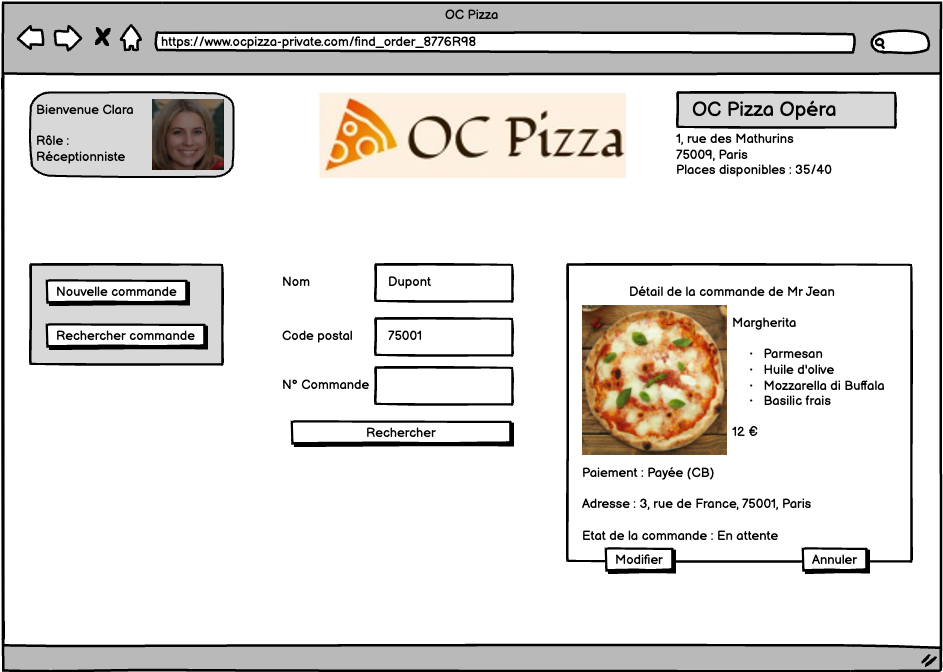 OC Pizza
https://www.ocpizza-private.com/find_order_8776R98
Bienvenue Clara
Rôle :
Réceptionniste
OC Pizza
OC Pizza Opéra
1, rue des Mathurins
75009, Paris
Places disponibles : 35/40
Nouvelle commande
Rechercher commande
Nom
Dupont
Code postal
75001
N° Commande
Rechercher
Détail de la commande de Mr Jean
Margherita
· Parmesan
· Huile d'olive
· Mozzarella di Buffala
· Basilic frais
12 €
Paiement : Payée (CB)
Adresse : 3, rue de France, 75001, Paris
Etat de la commande : En attente
Modifier
Annuler